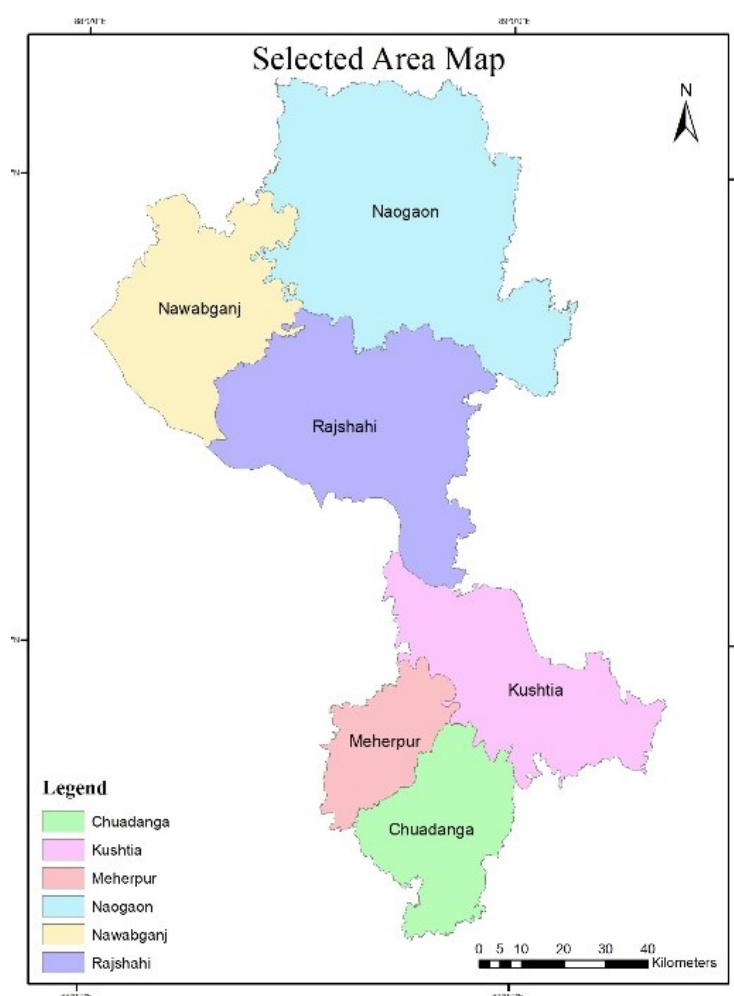 Selected Area Map
N
Naogaon
Nawabganj
Rajshahi
Kushtia
Meherpur
Chuadanga
Legend
Chuadanga
Kushtia
Meherpur
Naogaon
Nawabganj
Rajshahi
0 5 10 20 30 40
Kilometers